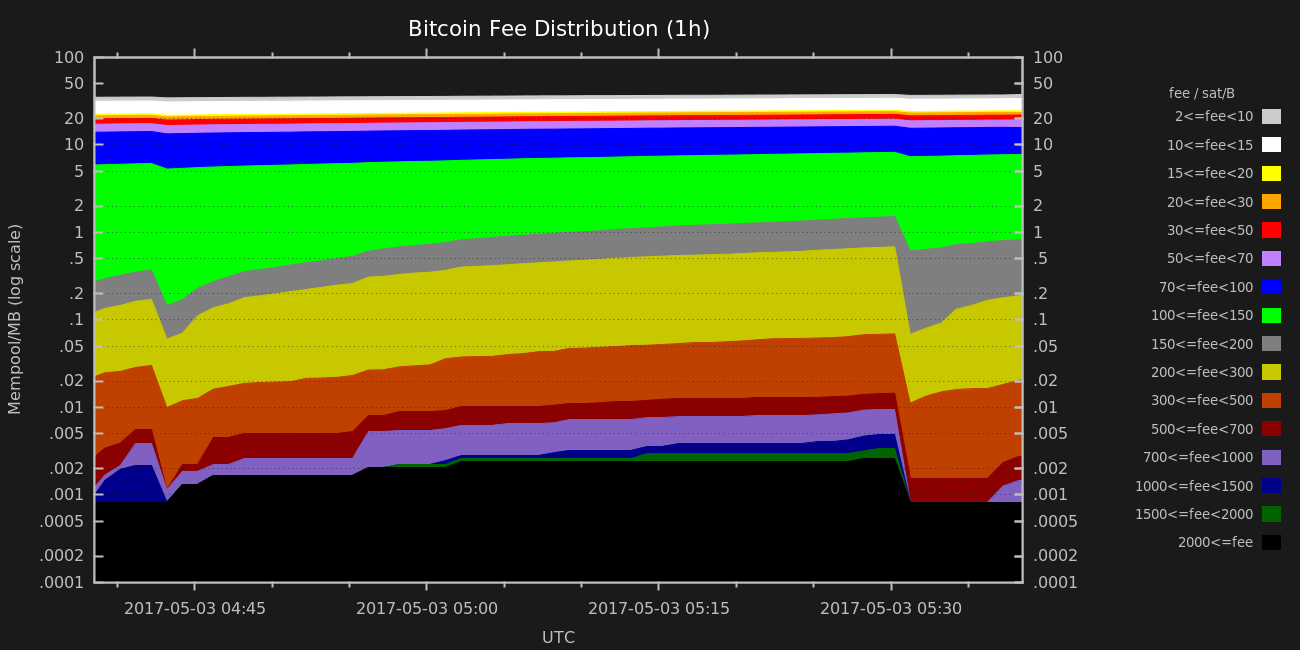 Bitcoin Fee Distribution (1h)
100 100
50 50
20 20
10 10
5 5
2 2
1 1
.5 .5
.2 .2
.1 .1
.05 .05
.02 .02
.01 .01
.005 .005
.002 .002
.001 .001
.0005 .0005
.0002 .0002
.0001 .0001
Mempool/MB (log scale)
2017-05-03 04:45 2017-05-03 05:00 2017-05-03 05:15 2017-05-03 05:30
UTC
fee / sat/B
2<=fee<10
10<=fee<15
15<=fee<20
20<=fee<30
30<=fee<50
50<=fee<70
70<=fee<100
100<=fee<150
150<=fee<200
200<=fee<300
300<=fee<500
500<=fee<700
700<=fee<1000
1000<=fee<1500
1500<=fee<2000
2000<=fee